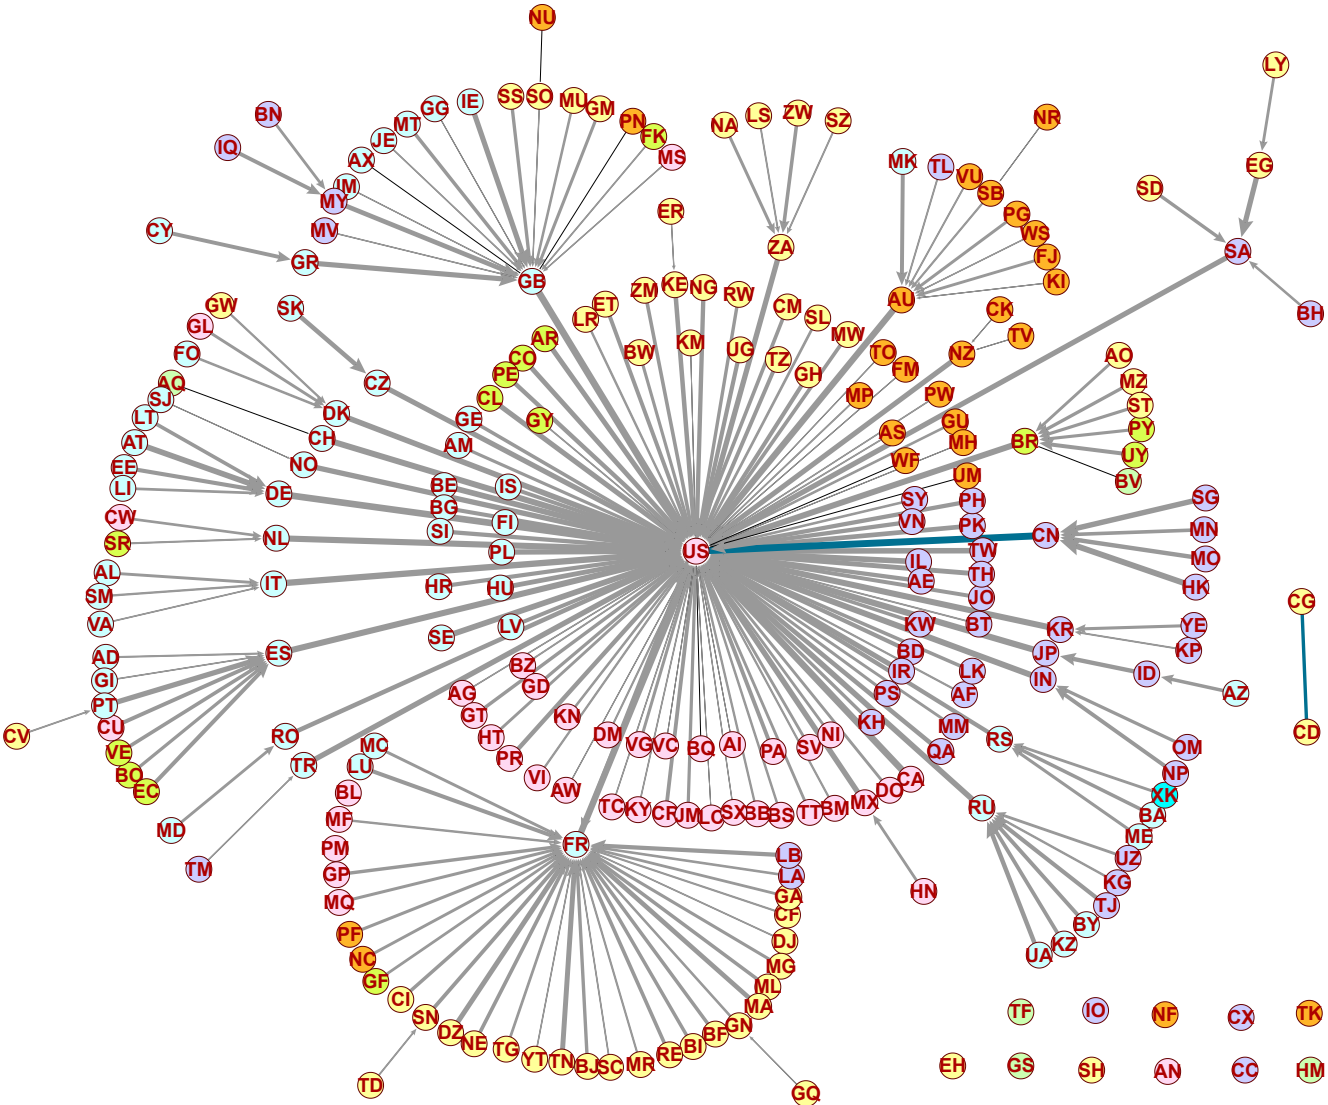 NU
LY
SS SO MU GM
IE
GG
MT
PN
FK
JE
MS
AX
BN
IQ
IM
MY
MV
NA LS ZW SZ
NR
MK TL VU SB
PG
WS
FJ
KI
EG
SD
SA
BH
CY
GR
GB
ER
ZA
AU
ZM KE NG RW
CM SL MW
CK
TV
NZ
GW
GL
SK
ET
LR
AR
CO
PE
CL
BW
KM
UG
TZ
GH
TO
FM
MP
PW
FO
CZ
AQ
SJ
DK
LT
CH
AT
NO
EE
LI
DE
GE
AM
GY
AS
GU
MH
WF
UM
BR
AO
MZ
ST
PY
UY
BV
BE
BG
SI
IS
FI
PL
SY
VN
PH
PK
TW
CN
SG
MN
MO
HK
CW
SR
NL
US
IL
AE
TH
JO
AL
SM
VA
IT
HR
HU
CG
CD
AD
GI
PT
CU
VE
BO
EC
ES
SE
LV
KW
BT
BD
IR
PS
KH
LK
AF
KR
YE
KP
JP
IN
ID
AZ
CV
BZ
GD
AG
GT
HT
PR
KN
VI
AW
DM
VG
VC
BQ
AI
PA
SV
NI
MM
QA
RS
RO
TR
MD
TM
MC
LU
BL
MF
PM
GP
MQ
PF
NC
GF
CI
SN
DZ
NE
TG
YT
TN
BJ
SC
MR
RE
BI
BF
GN
MA
ML
MG
DJ
CF
GA
LA
LB
FR
TC
KY
CR
JM
LC
SX
BB
BS
TT
BM
MX
DO
CA
HN
RU
OM
NP
XK
BA
ME
UZ
KG
TJ
BY
KZ
UA
TD
GQ
TF IO NF CX TK
EH GS SH AN CC HM